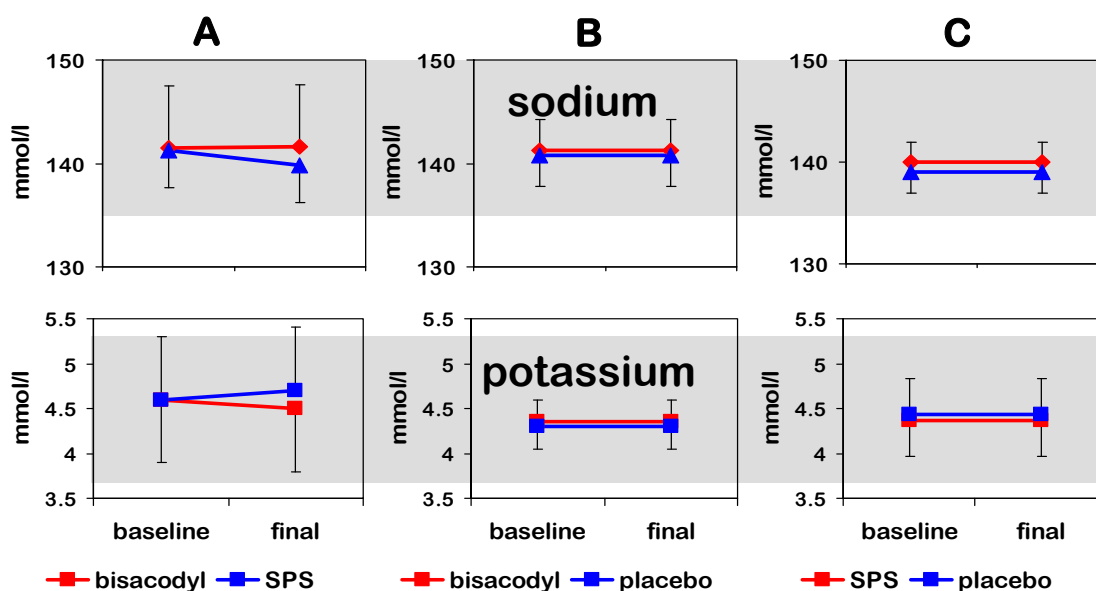 A B C
150 150 150
sodium
mmol/l mmol/l mmol/l
140 140 140
130 130 130
5.5 5.5 5.5
5 5 5
potassium
mmol/l mmol/l mmol/l
4.5 4.5 4.5
4 4 4
3.5 3.5 3.5
baseline final baseline final baseline final
bisacodyl SPS bisacodyl placebo SPS placebo